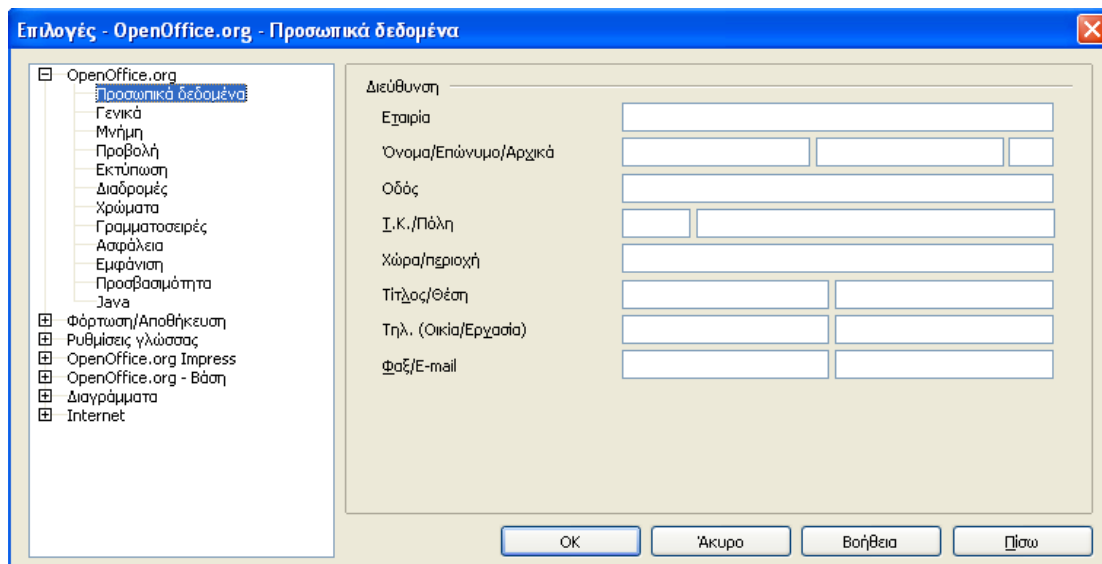 Επιλογές - OpenOffice.org - Προσωπικά δεδομένα
OpenOffice.org
Προσωπικά δεδομένα
Γενικά
Μνήμη
Προβολή
Εκτύπωση
Διαδρομές
Χρώματα
Γραμματοσειρές
Ασφάλεια
Εμφάνιση
Προσβασιμότητα
Java
Φόρτωση/Αποθήκευση
Ρυθμίσεις γλώσσας
OpenOffice.org Impress
OpenOffice.org - Βάση
Διαγράμματα
Internet
Διεύθυνση
Εταιρία
Όνομα/Επώνυμο/Αρχικά
Οδός
Τ.Κ./Πόλη
Χώρα/περιοχή
Τίτλος/Θέση
Τηλ. (Οικία/Εργασία)
Φαξ/E-mail
OK
Άκυρο
Βοήθεια
Πίσω